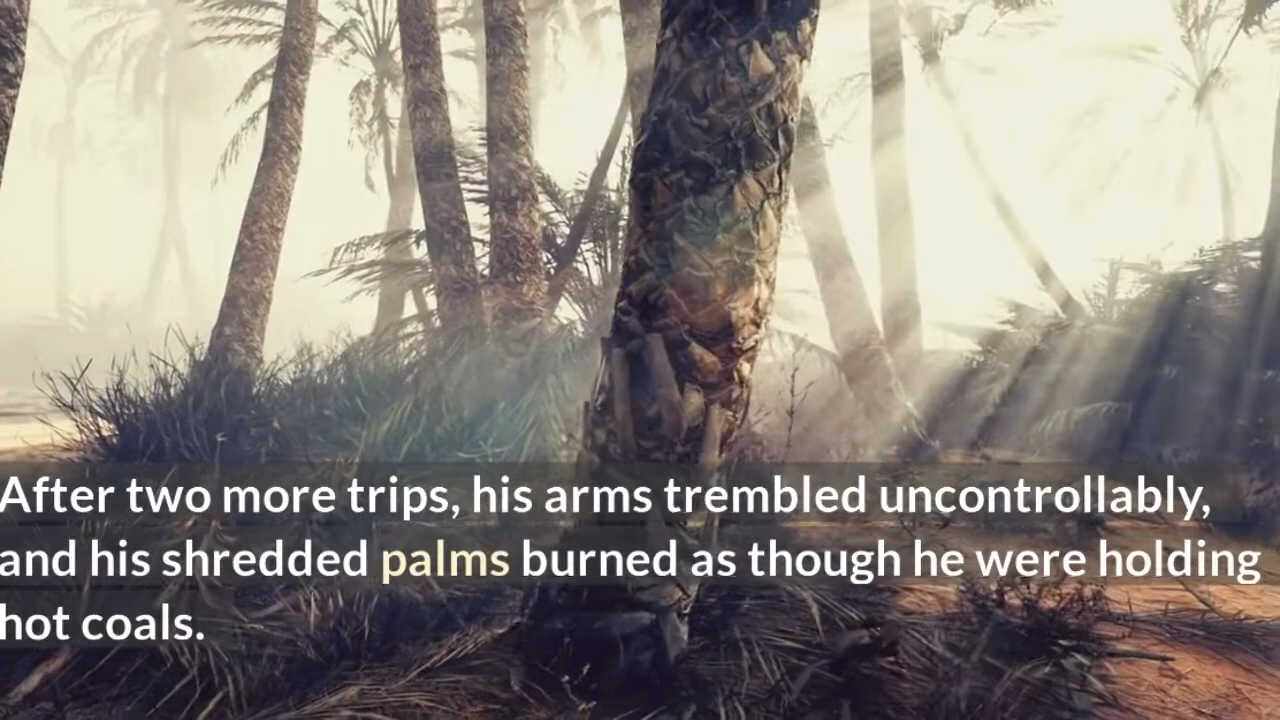 After two more trips, his arms trembled uncontrollably,
and his shredded palms burned as though he were holding
hot coals.